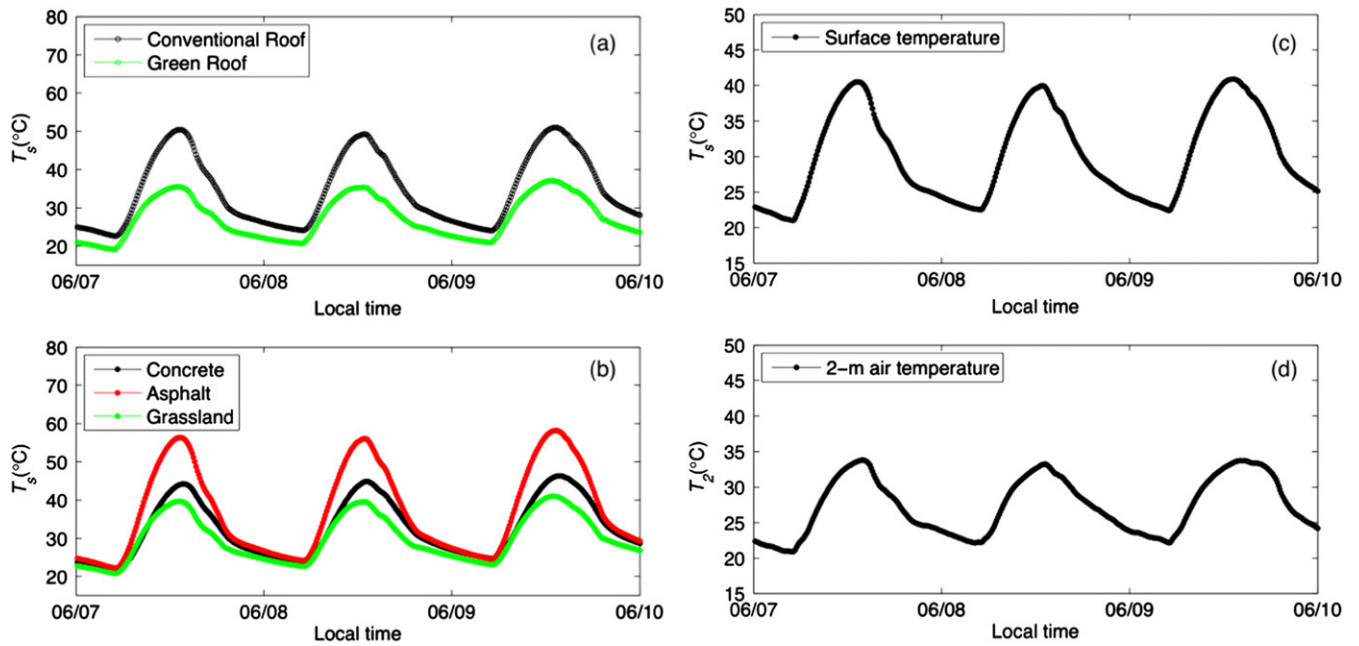 80
70
60
50
40
30
20
Ts(°C)
Conventional Roof
Green Roof
(a)
06/07
06/08
06/09
06/10
Local time
50
45
40
35
30
25
20
15
Ts(°C)
Surface temperature
(c)
06/07
06/08
06/09
06/10
Local time
80
70
60
50
40
30
20
Ts(°C)
Concrete
Asphalt
Grassland
(b)
06/07
06/08
06/09
06/10
Local time
50
45
40
35
30
25
20
15
T2(°C)
2–m air temperature
(d)
06/07
06/08
06/09
06/10
Local time